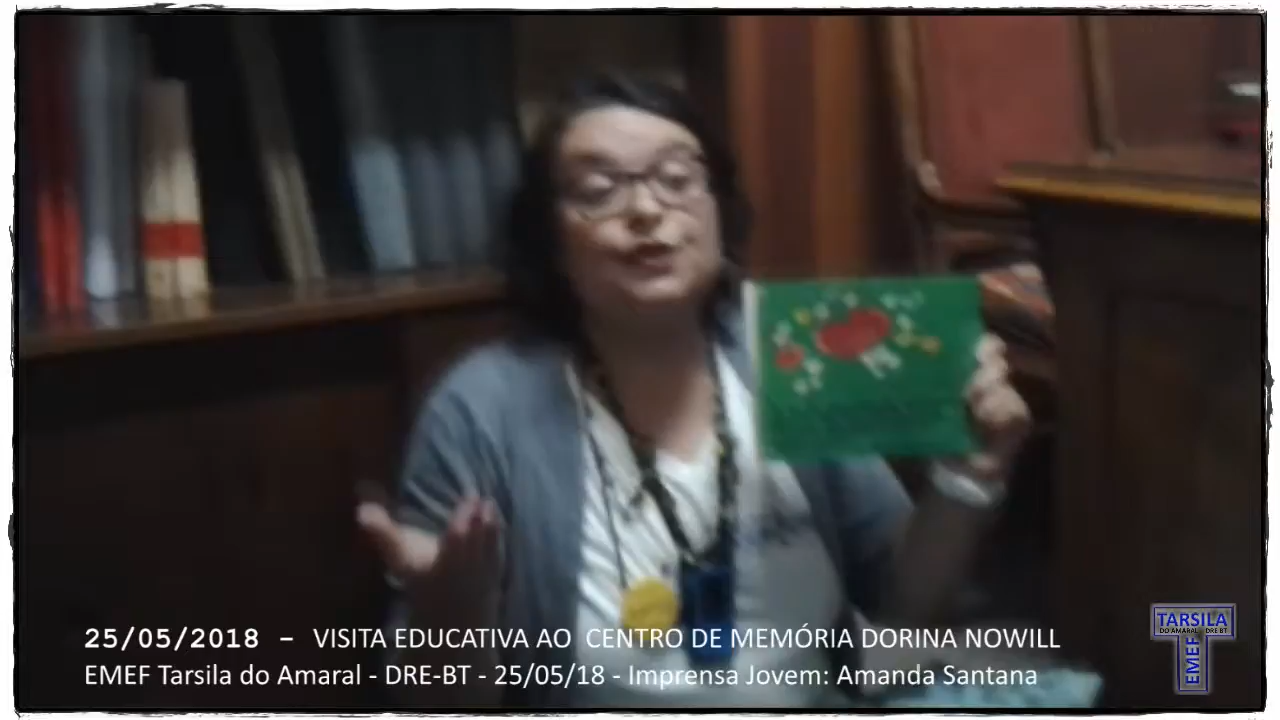 25/05/2018 - VISITA EDUCATIVA AO CENTRO DE MEMÓRIA DORINA NOWILL
EMEF Tarsila do Amaral - DRE-BT - 25/05/18 - Imprensa Jovem: Amanda Santana
TARSILA
DO AMARAL DRE BT
EMEF